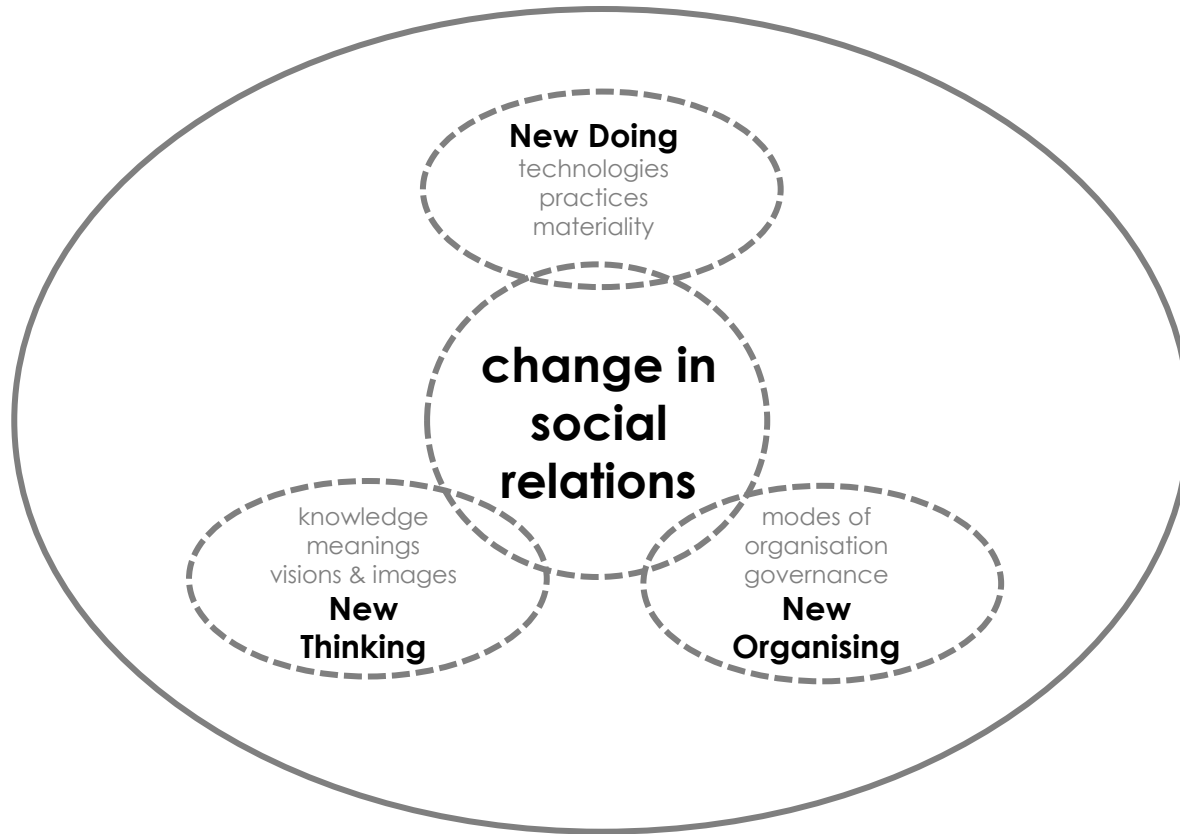 New Doing
technologies
practices
materiality
change in
social
relations
knowledge
meanings
visions & images
New
Thinking
modes of
organisation
governance
New
Organising